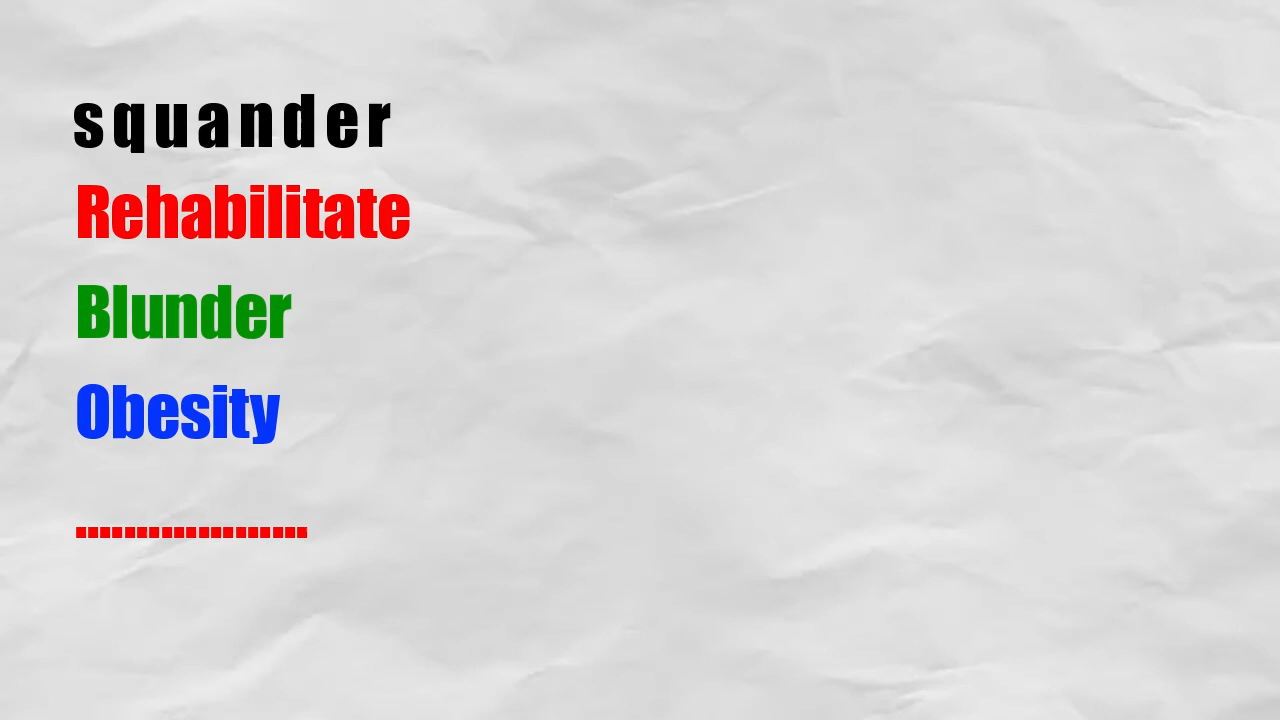 squander
Rehabilitate
Blunder
Obesity
...................